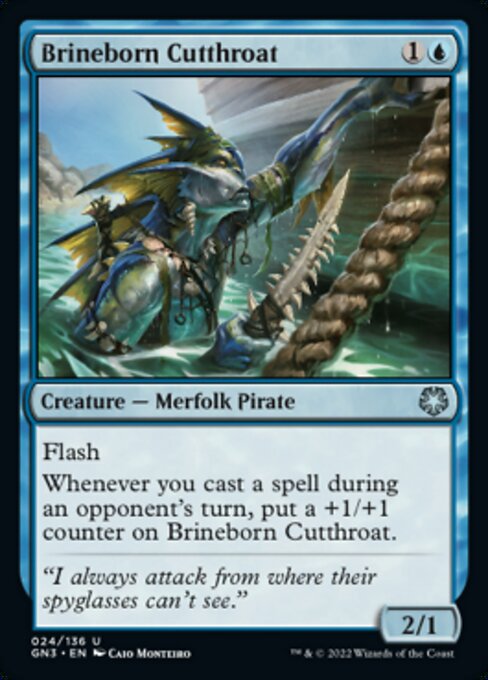 Brineborn Cutthroat 1
Creature — Merfolk Pirate
Flash
Whenever you cast a spell during
an opponent's turn, put a +1/+1
counter on Brineborn Cutthroat.
“I always attack from where their
spyglasses can't see.”
2/1
024/136 U
GN3 • EN Caio Monteiro
™ & © 2022 Wizards of the Coast